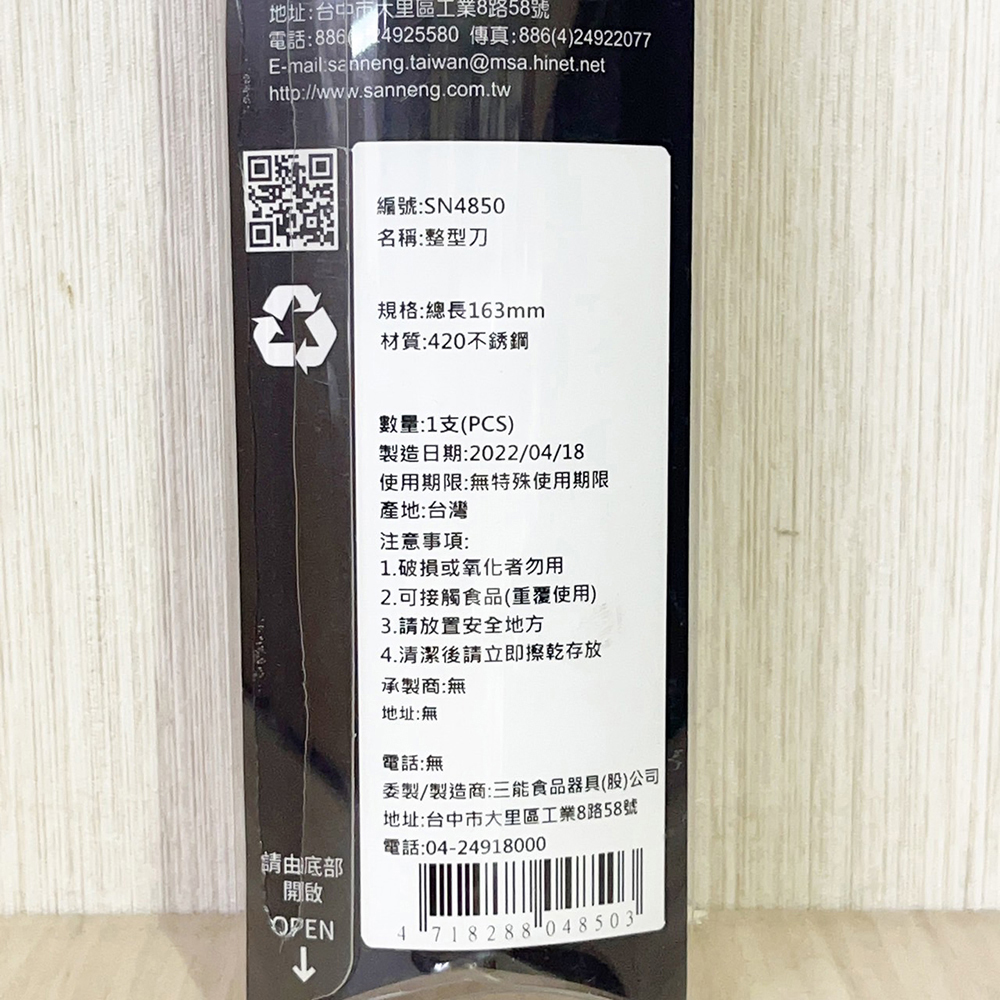 地址:台中市大里區工業8路58號
電話:886 24925580 傳真:886(4)24922077
E-mail:sanneng.taiwan@msa.hinet.net
http://www.sanneng.com.tw
編號:SN4850
名稱:整型刀
規格:總長163mm
材質:420不銹鋼
數量:1支(PCS)
製造日期:2022/04/18
使用期限:無特殊使用期限
產地:台灣
注意事項:
1.破損或氧化者勿用
2.可接觸食品(重覆使用)
3.請放置安全地方
4.清潔後請立即擦乾存放
承製商:無
地址:無
電話:無
委製/製造商:三能食品器具(股)公司
地址:台中市大里區工業8路58號
電話:04-24918000
4 718288 048503
請由底部
開啟
OPEN